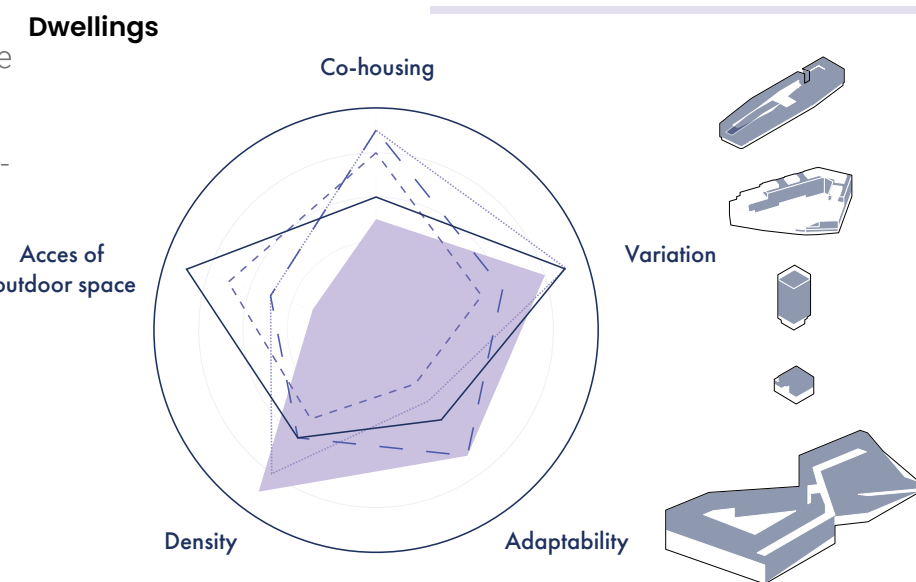 Dwellings
e
-
Co-housing
Acces of
outdoor space
Variation
Density
Adaptability